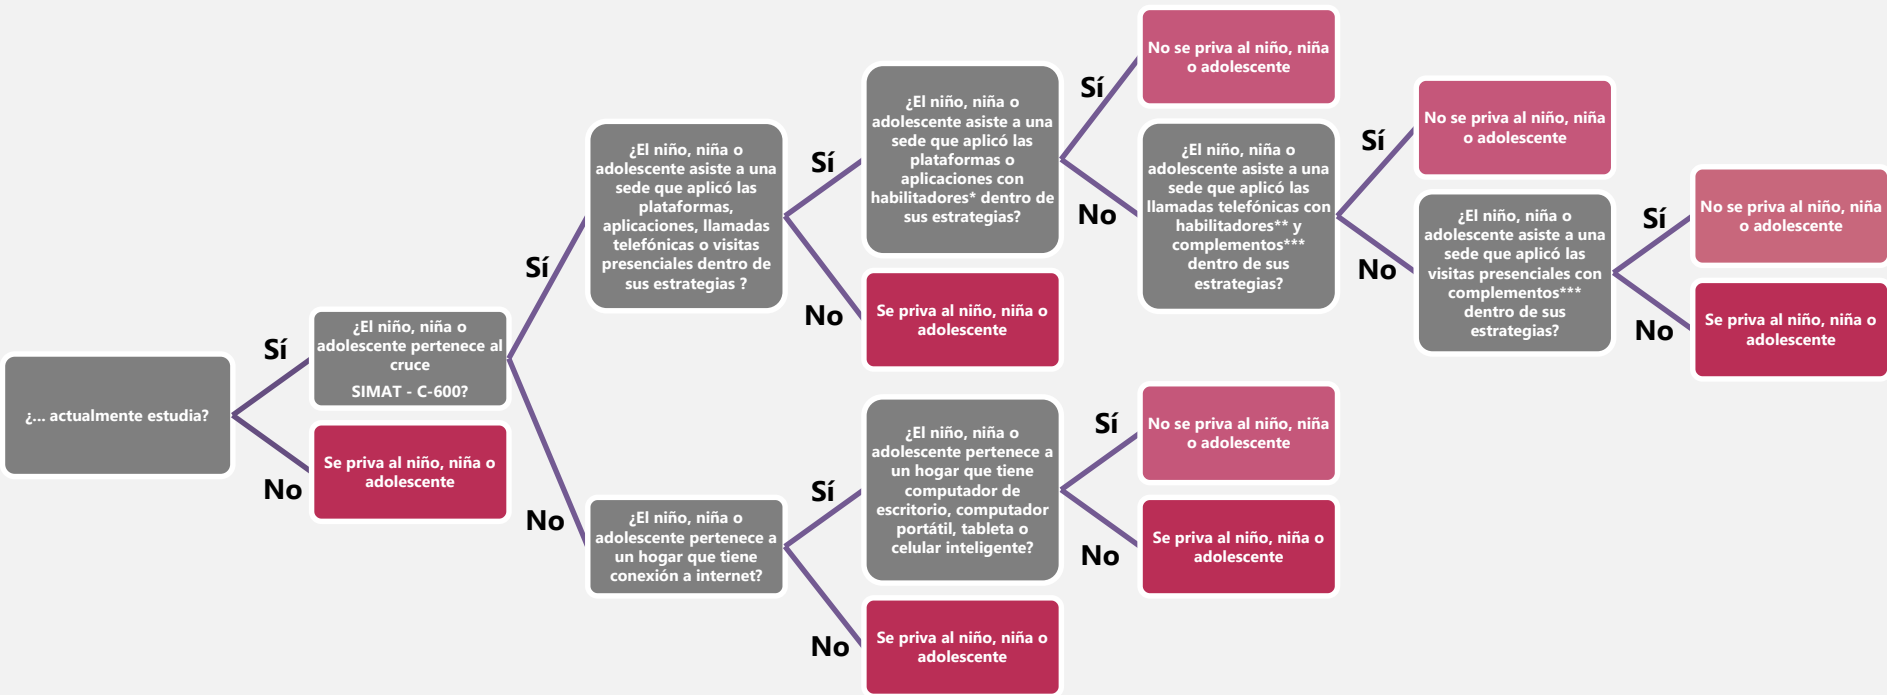 ¿... actualmente estudia?
Sí
No
¿El niño, niña o
adolescente pertenece al
cruce
SIMAT - C-600?
Se priva al niño, niña o
adolescente
Sí
No
¿El niño, niña o
adolescente asiste a una
sede que aplicó las
plataformas,
aplicaciones, llamadas
telefónicas o visitas
presenciales dentro de
sus estrategias ?
¿El niño, niña o
adolescente pertenece a
un hogar que tiene
conexión a internet?
Sí
No
Sí
No
¿El niño, niña o
adolescente asiste a una
sede que aplicó las
plataformas o
aplicaciones con
habilitadores* dentro de
sus estrategias?
Se priva al niño, niña o
adolescente
¿El niño, niña o
adolescente pertenece a
un hogar que tiene
computador de
escritorio, computador
portátil, tableta o
celular inteligente?
Se priva al niño, niña o
adolescente
Sí
No
Sí
No
No se priva al niño, niña
o adolescente
¿El niño, niña o
adolescente asiste a una
sede que aplicó las
llamadas telefónicas con
habilitadores** y
complementos***
dentro de sus
estrategias?
No se priva al niño, niña
o adolescente
Se priva al niño, niña o
adolescente
Sí
No
No se priva al niño, niña
o adolescente
¿El niño, niña o
adolescente asiste a una
sede que aplicó las
visitas presenciales con
complementos***
dentro de sus
estrategias?
Sí
No
No se priva al niño, niña
o adolescente
Se priva al niño, niña o
adolescente